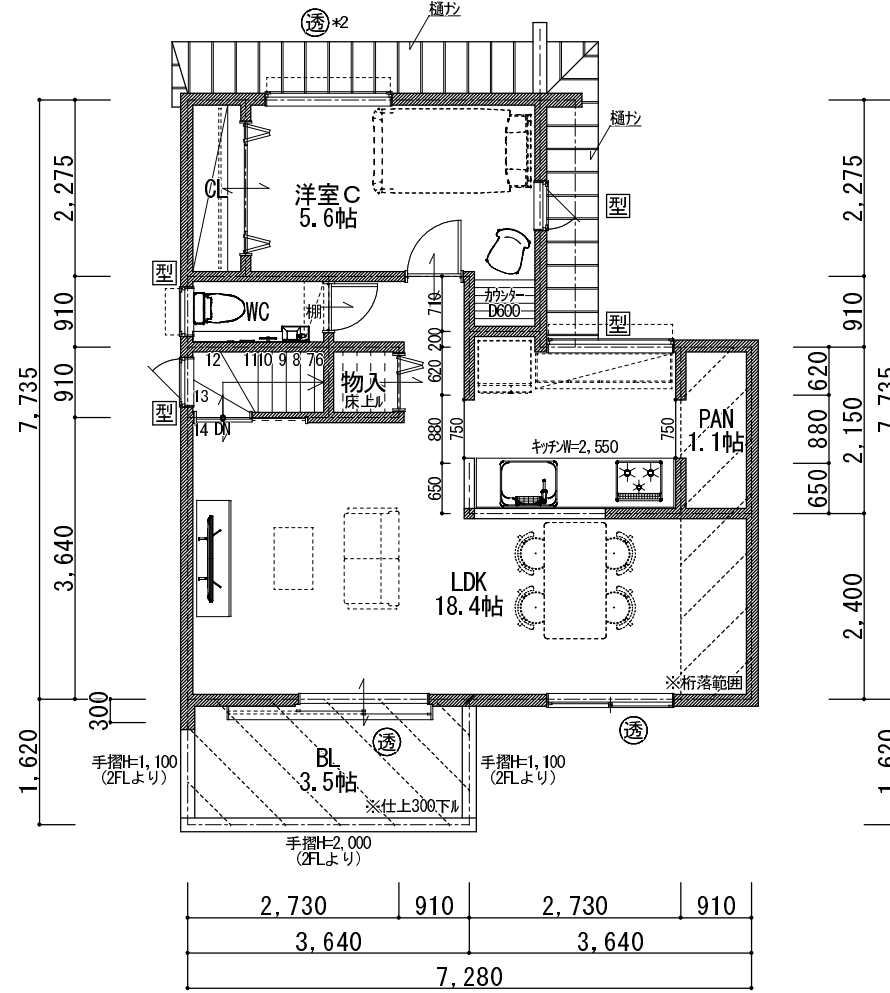 樋ナシ
透*2
樋ナシ
2,275
910
910
7,735
3,640
300
1,620
CL
洋室C
5.6帖
型
型
型
型
WC
棚
カウンター
D600
710
200
620
880
650
12
11
10
9
8
7
6
13
14
DN
物入
床上ル
750
キッチンW=2,550
750
PAN
1.1帖
LDK
18.4帖
※桁落範囲
透
透
BL
3.5帖
※仕上300下ル
手摺H=1,100
(2FLより)
手摺H=1,100
(2FLより)
手摺H=2,000
(2FLより)
2,275
910
620
880
650
2,150
2,400
7,735
1,620
2,730
910
2,730
910
3,640
3,640
7,280